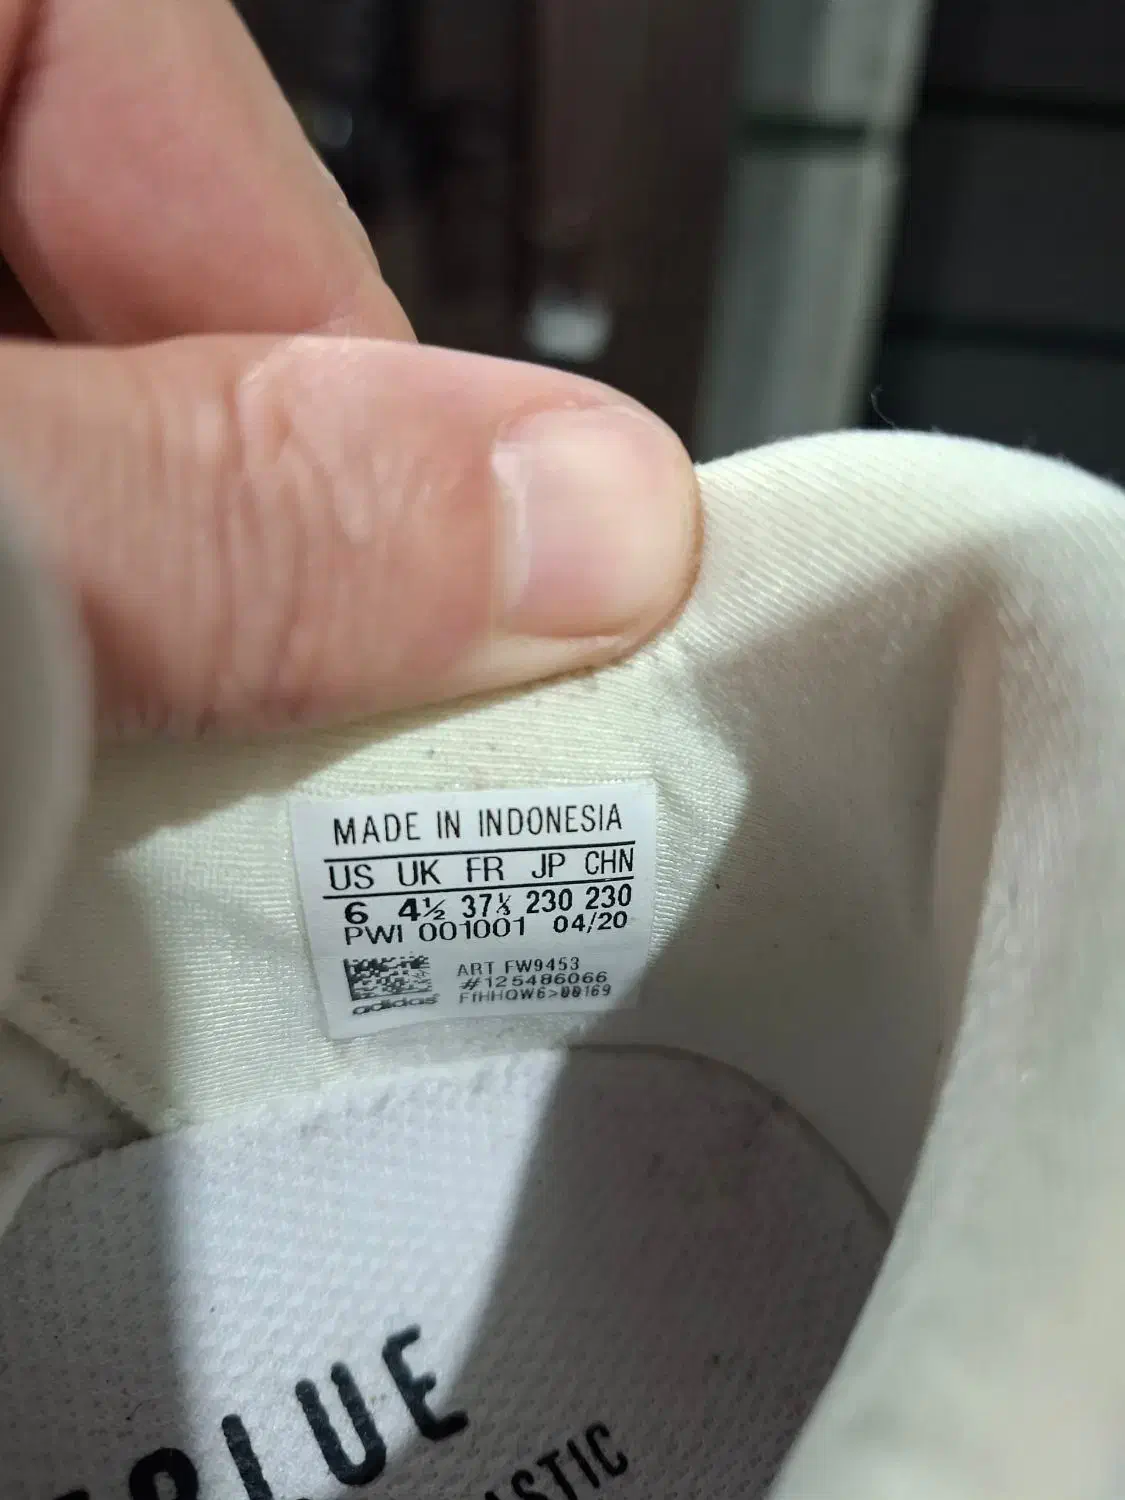 MADE IN INDONESIA
US UK FR JP CHN
6 4½ 37⅓ 230 230
PWI 001001 04/20
ART FW9453
#125486066
adidas